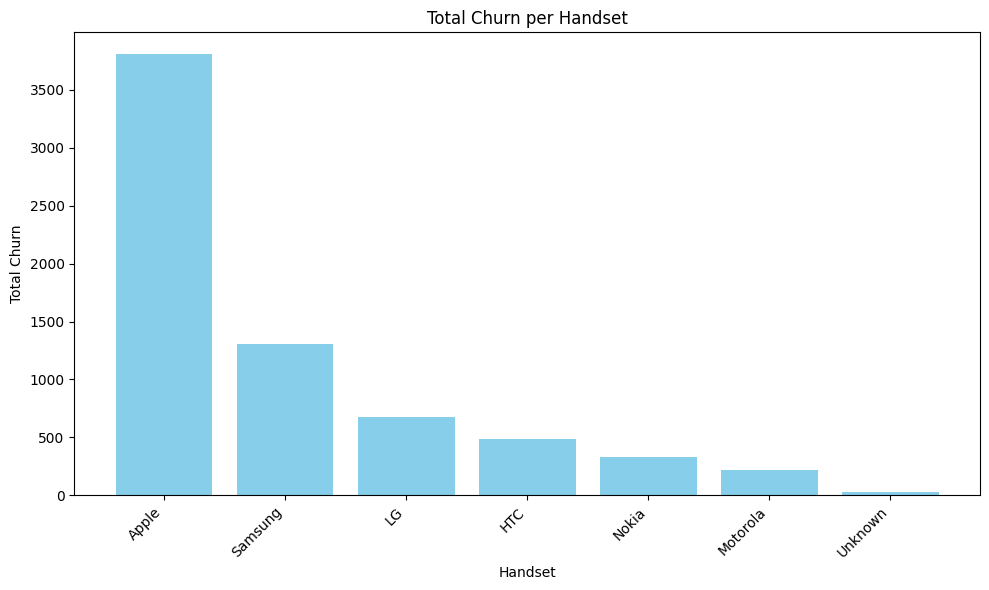 Total Churn per Handset
Total Churn
3500
3000
2500
2000
1500
1000
500
0
Apple
Samsung
LG
HTC
Nokia
Motorola
Unknown
Handset